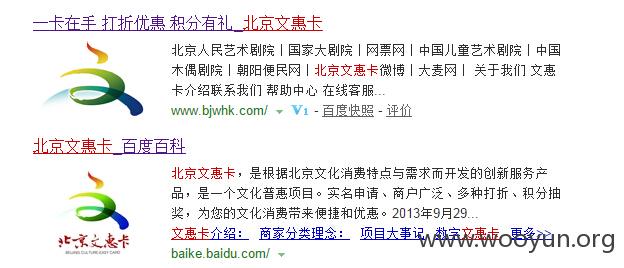 一卡在手 打折优惠 积分有礼_北京文惠卡
北京人民艺术剧院|国家大剧院|网票网|中国儿童艺术剧院|中国
木偶剧院|朝阳便民网|北京文惠卡微博|大麦网| 关于我们 文惠
卡介绍联系我们 帮助中心 在线客服...
www.bjwhk.com/ V1 - 百度快照 - 评价
北京文惠卡_百度百科
北京文惠卡，是根据北京文化消费特点与需求而开发的创新服务产
品，是一个文化普惠项目。实名申请、商户广泛、多种打折、积分抽
奖，为您的文化消费带来便捷和优惠。2013年9月29...
北京文惠卡
BEIJING CULTURE EASY CARD
文惠卡介绍： 商家分类理念： 项目大事记 数字文惠卡 更多>>
www.wooyun.org
baike.baidu.com/